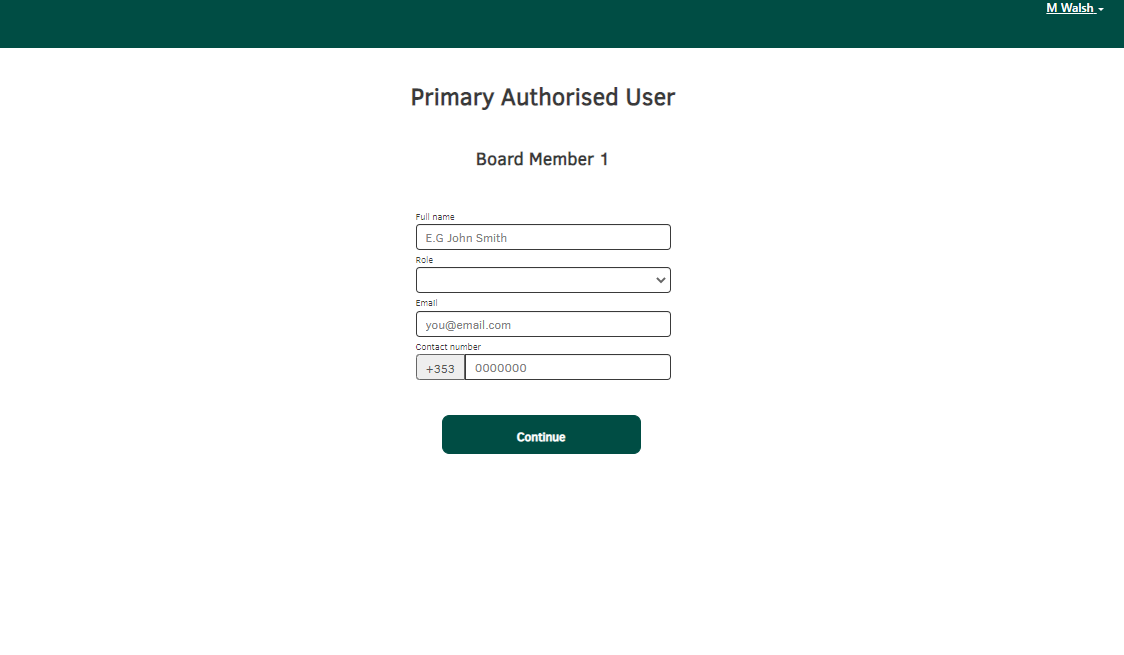 M Walsh
Primary Authorised User
Board Member 1
Full name
E.G John Smith
Role
Email
you@email.com
Contact number
+353 0000000
Continue